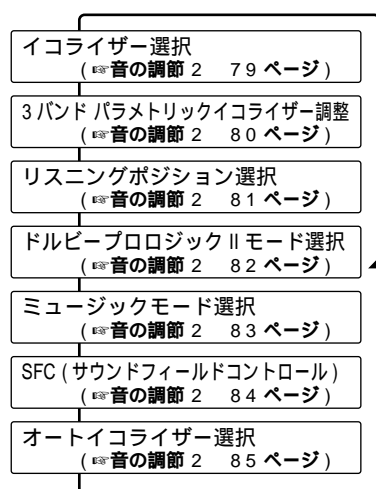 イコライザー選択
(☞音の調節2 79ページ)
3バンド パラメトリックイコライザー調整
(☞音の調節2 80ページ)
リスニングポジション選択
(☞音の調節2 81ページ)
ドルビープロロジックⅡモード選択
(☞音の調節2 82ページ)
ミュージックモード選択
(☞音の調節2 83ページ)
SFC(サウンドフィールドコントロール)
(☞音の調節2 84ページ)
オートイコライザー選択
(☞音の調節2 85ページ)